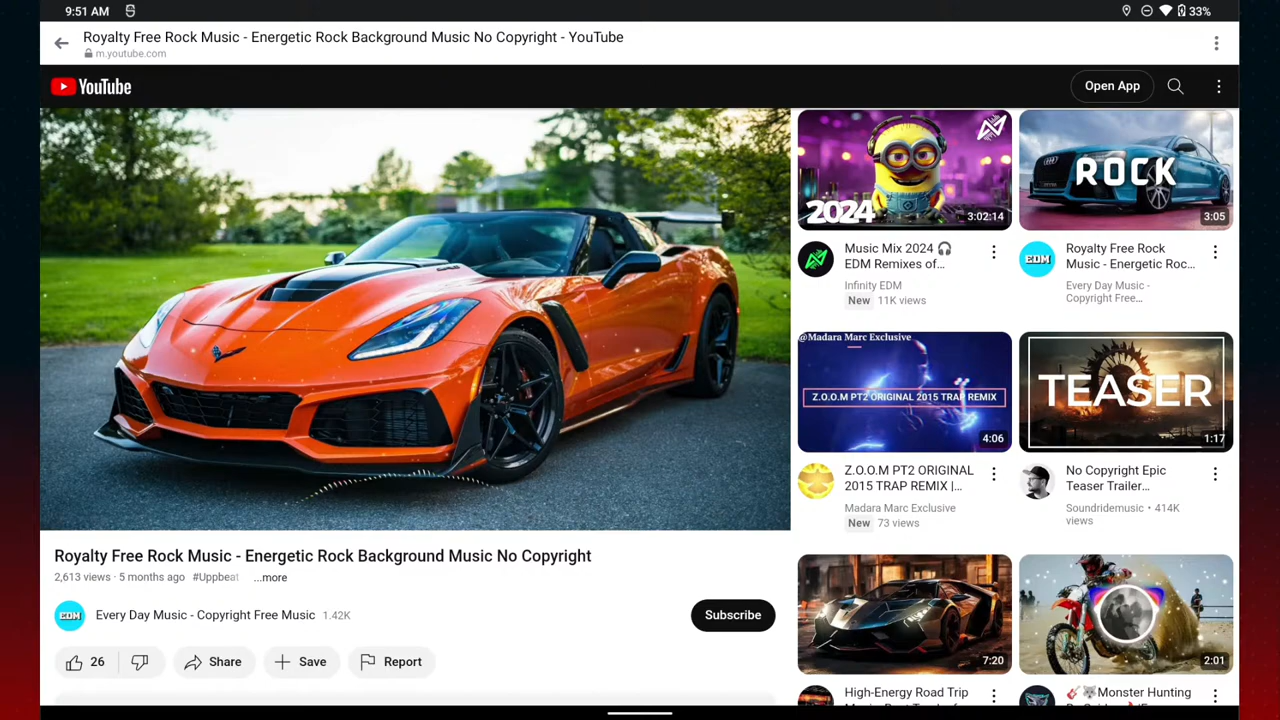 9:51 AM
33%
Royalty Free Rock Music - Energetic Rock Background Music No Copyright - YouTube
m.youtube.com
YouTube
Open App
2024
3:02:14
ROCK
3:05
Music Mix 2024 🎧
EDM Remixes of...
Infinity EDM
New 11K views
EDM
Royalty Free Rock
Music - Energetic Roc...
Every Day Music -
Copyright Free...
@Madara Marc Exclusive
Z.O.O.M PT2 ORIGINAL 2015 TRAP REMIX
4:06
TEASER
1:17
Z.O.O.M PT2 ORIGINAL
2015 TRAP REMIX |...
Madara Marc Exclusive
New 73 views
No Copyright Epic
Teaser Trailer...
Soundridemusic • 414K
views
Royalty Free Rock Music - Energetic Rock Background Music No Copyright
2,613 views · 5 months ago #Uppbeat ...more
EDM
Every Day Music - Copyright Free Music 1.42K
Subscribe
26
Share
Save
Report
7:20
2:01
High-Energy Road Trip
🎸🐺Monster Hunting